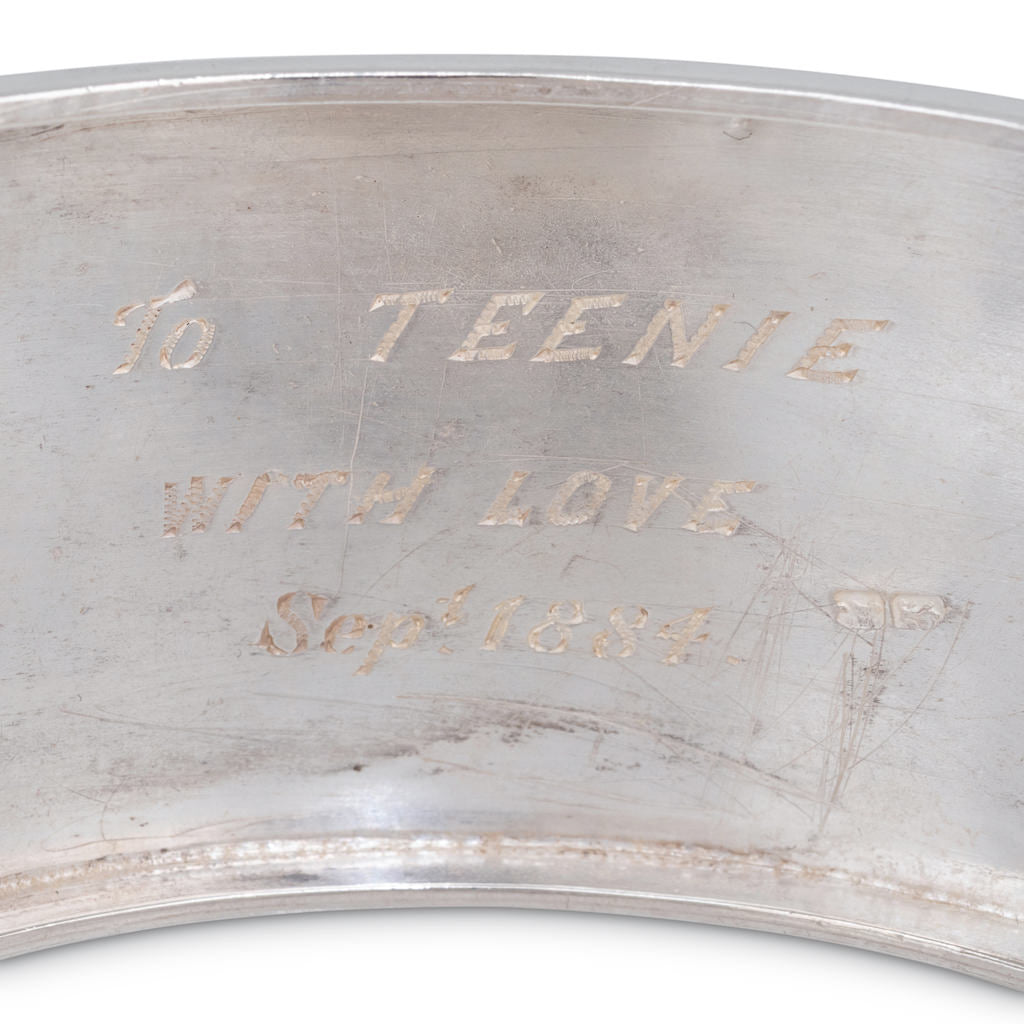 To TEENIE
WITH LOVE
Sept 1884.